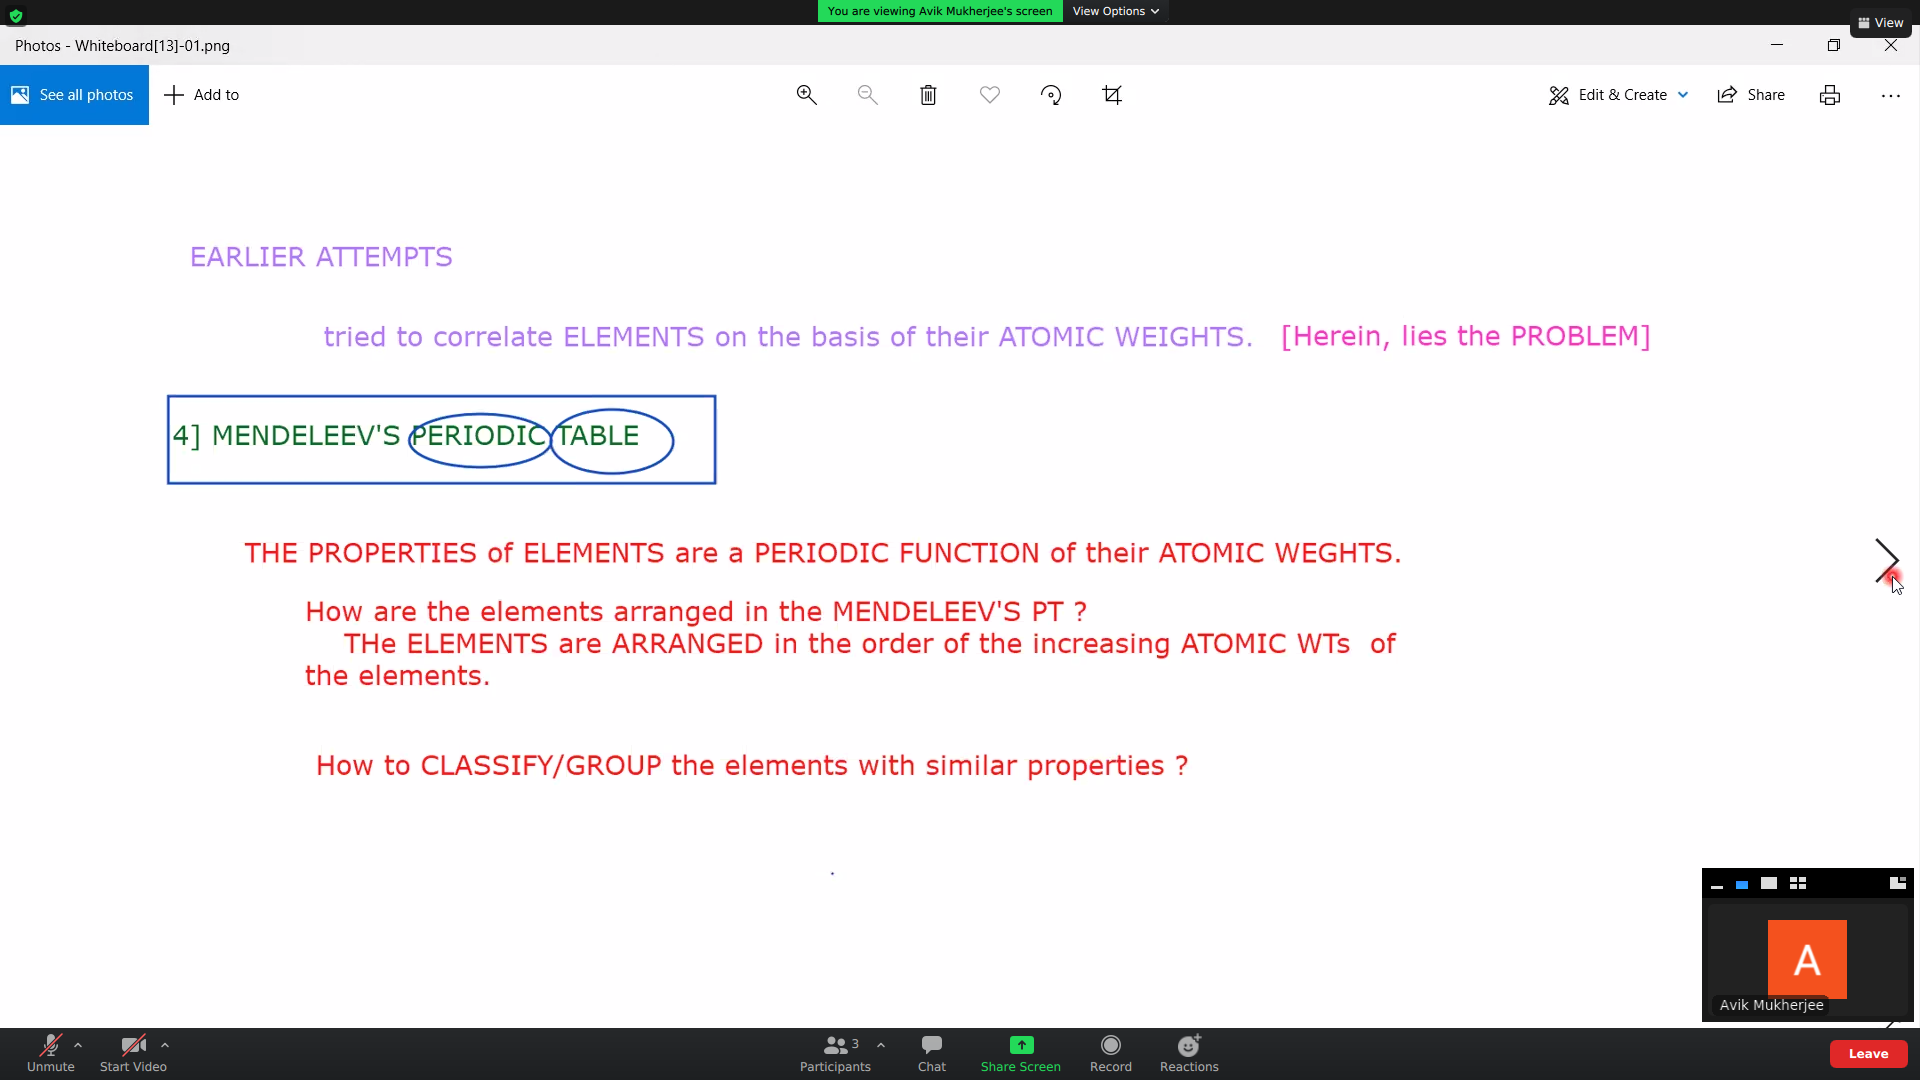 You are viewing Avik Mukherjee's screen View Options
View
Photos - Whiteboard[13]-01.png
See all photos Add to Edit & Create Share
EARLIER ATTEMPTS
tried to correlate ELEMENTS on the basis of their ATOMIC WEIGHTS. [Herein, lies the PROBLEM]
4] MENDELEEV'S PERIODIC TABLE
THE PROPERTIES of ELEMENTS are a PERIODIC FUNCTION of their ATOMIC WEGHTS.
How are the elements arranged in the MENDELEEV'S PT ?
THe ELEMENTS are ARRANGED in the order of the increasing ATOMIC WTs of
the elements.
How to CLASSIFY/GROUP the elements with similar properties ?
A
Avik Mukherjee
Unmute Start Video Participants 3 Chat Share Screen Record Reactions Leave